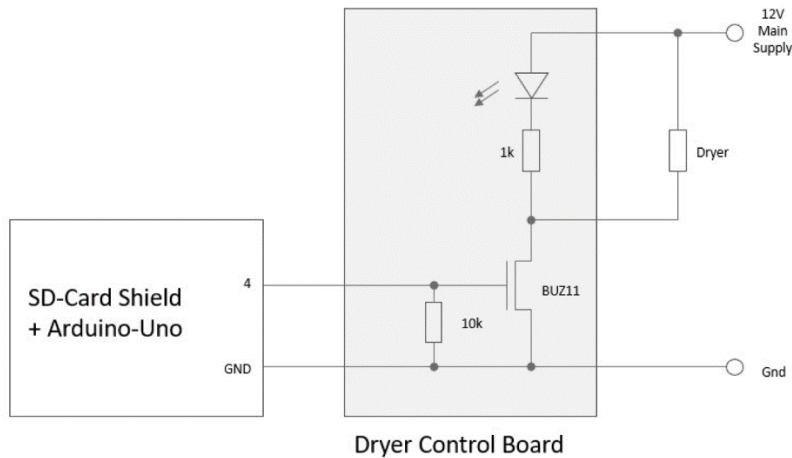 12V
Main
Supply
1k
Dryer
4
SD-Card Shield
+ Arduino-Uno
BUZ11
10k
GND
Gnd
Dryer Control Board